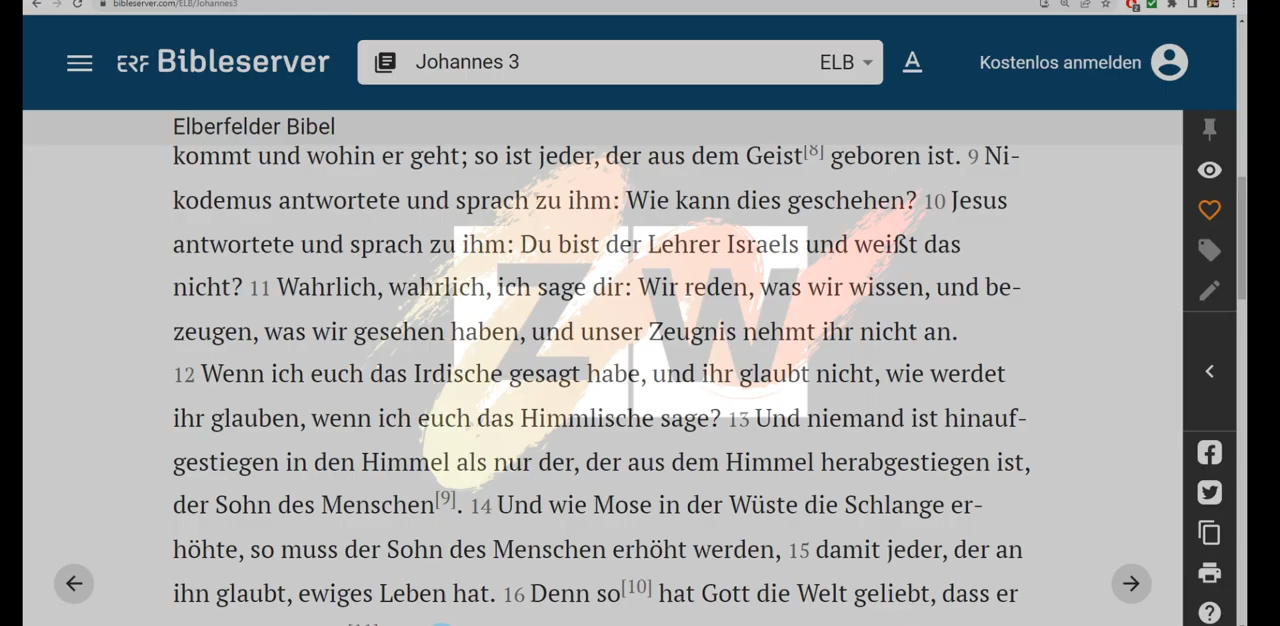 bibleserver.com/ELB/Johannes3
ERF Bibleserver
Johannes 3
ELB
A
Kostenlos anmelden
Elberfelder Bibel
kommt und wohin er geht; so ist jeder, der aus dem Geist[8] geboren ist. 9 Ni-
kodemus antwortete und sprach zu ihm: Wie kann dies geschehen? 10 Jesus
antwortete und sprach zu ihm: Du bist der Lehrer Israels und weißt das
nicht? 11 Wahrlich, wahrlich, ich sage dir: Wir reden, was wir wissen, und be-
zeugen, was wir gesehen haben, und unser Zeugnis nehmt ihr nicht an.
12 Wenn ich euch das Irdische gesagt habe, und ihr glaubt nicht, wie werdet
ihr glauben, wenn ich euch das Himmlische sage? 13 Und niemand ist hinauf-
gestiegen in den Himmel als nur der, der aus dem Himmel herabgestiegen ist,
der Sohn des Menschen[9]. 14 Und wie Mose in der Wüste die Schlange er-
höhte, so muss der Sohn des Menschen erhöht werden, 15 damit jeder, der an
ihn glaubt, ewiges Leben hat. 16 Denn so[10] hat Gott die Welt geliebt, dass er
ZW